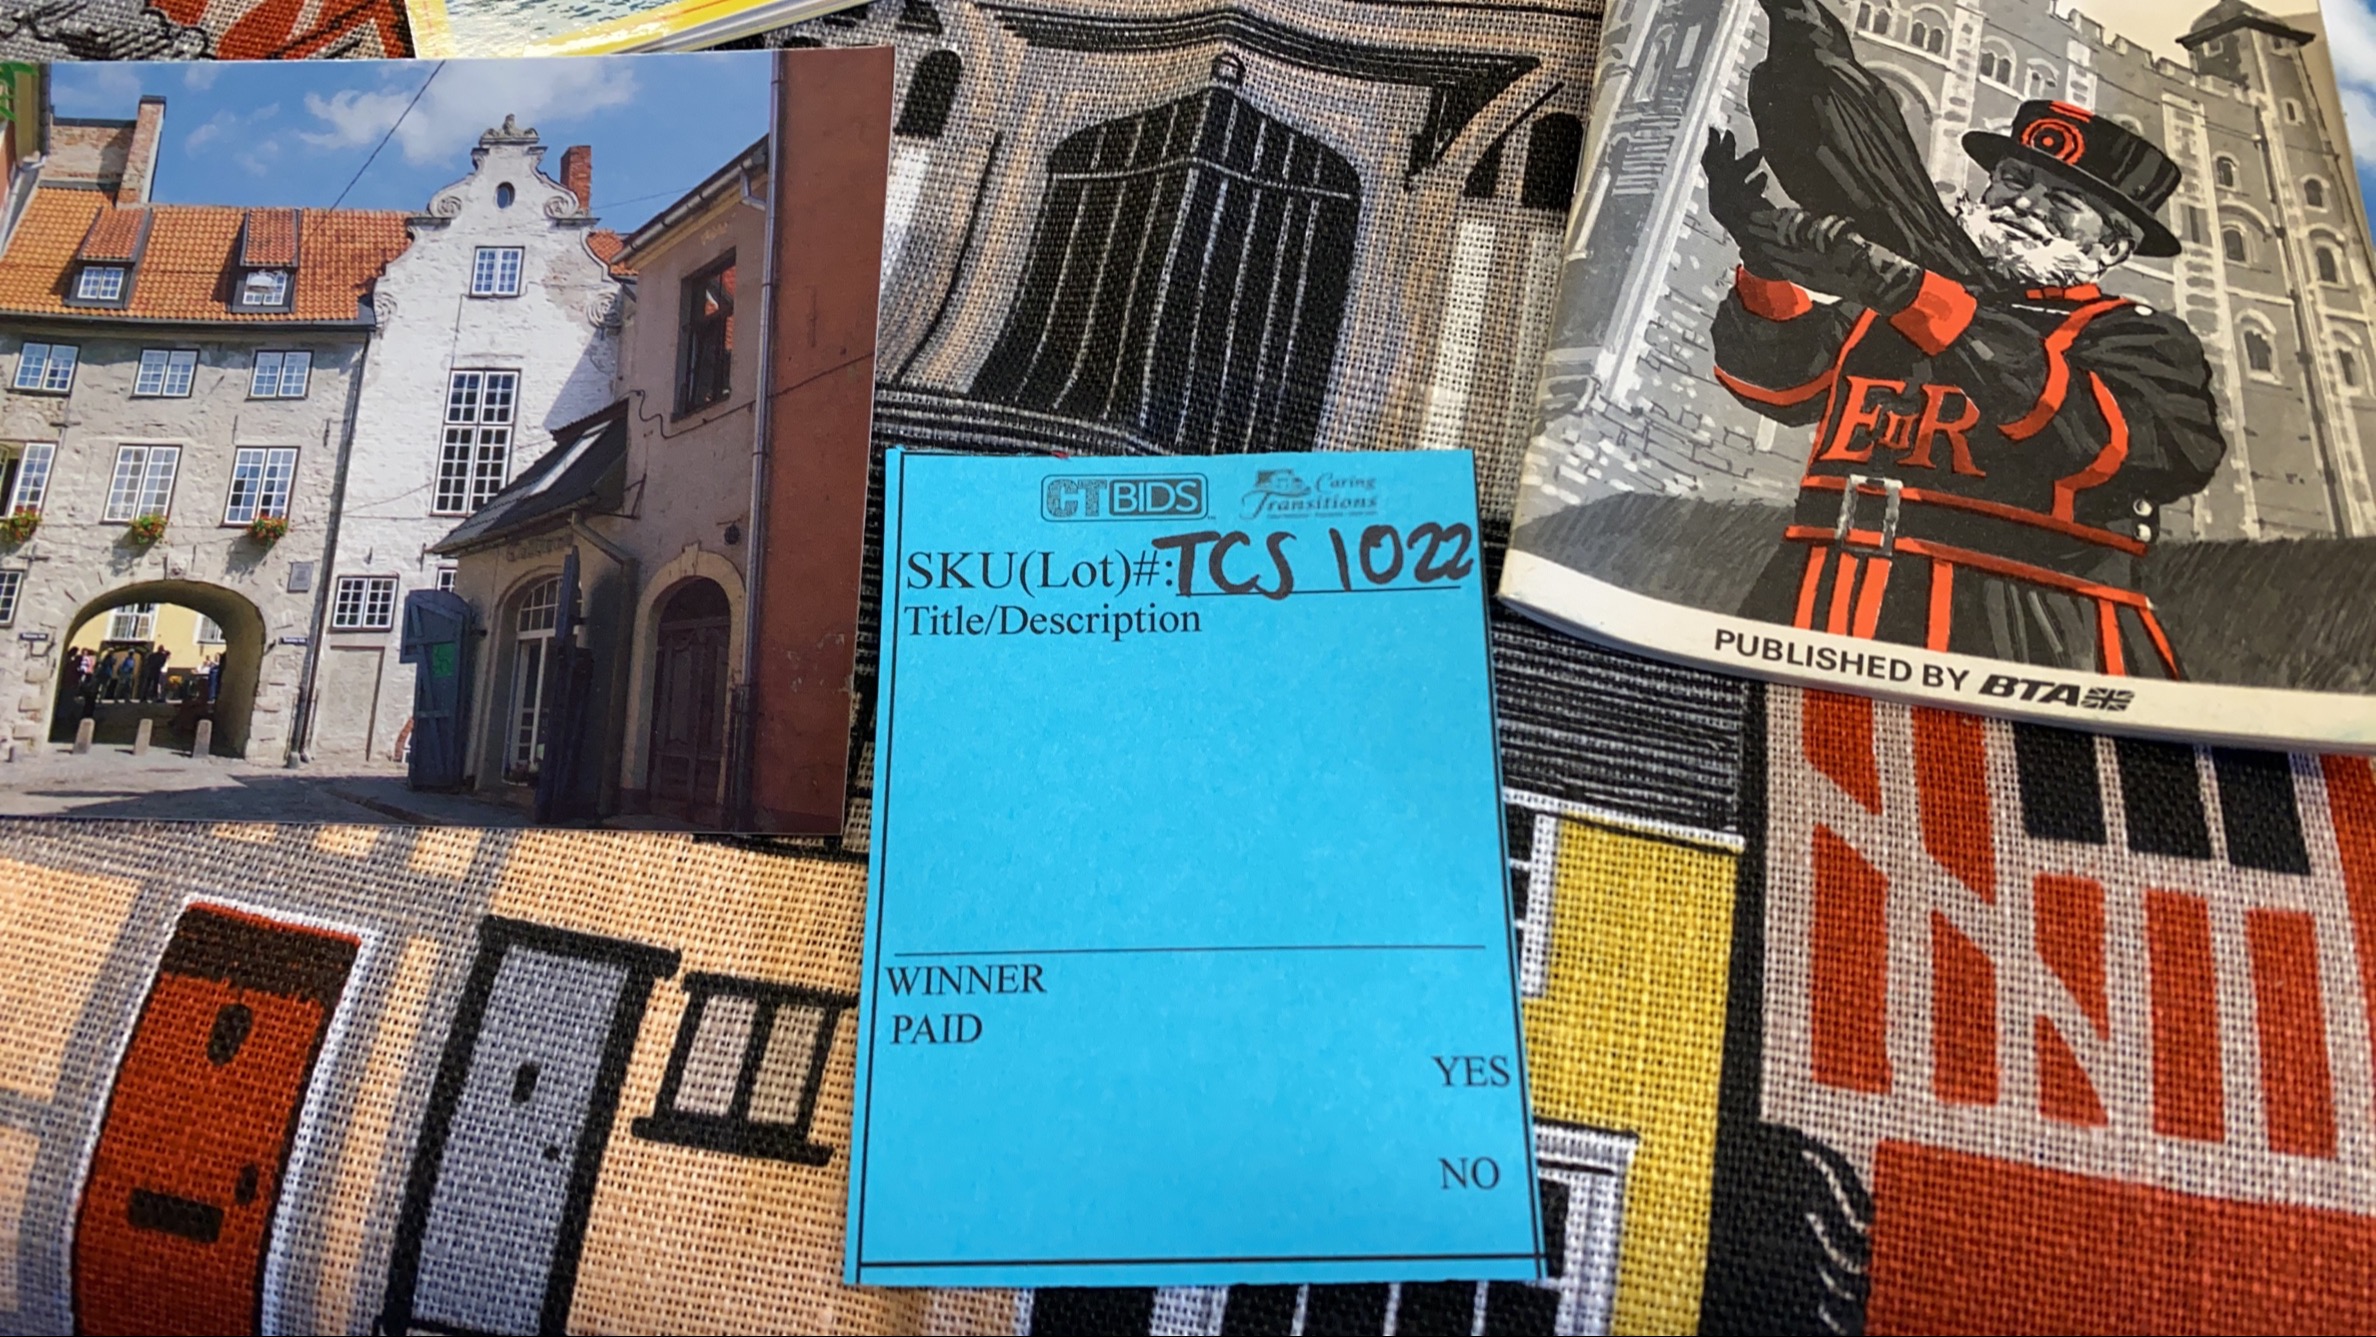 CTBIDS
Caring
Transitions
SKU(Lot)#: TCS 1022
Title/Description
WINNER
PAID
YES
NO
EIIR
PUBLISHED BY BTA